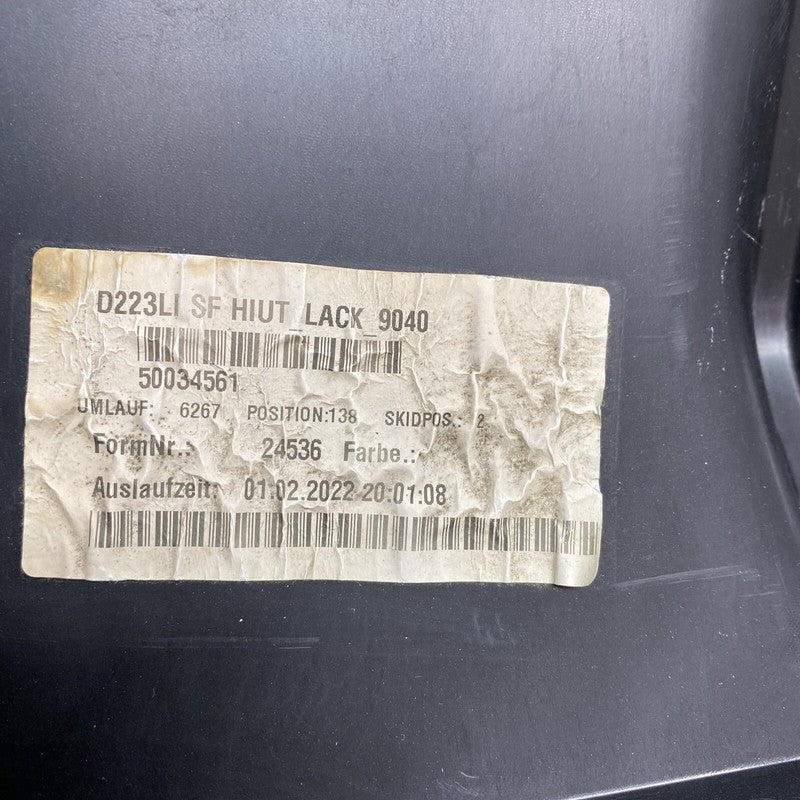 D223LI SF HIUT_LACK_9040
50034561
UMLAUF: 6267 POSITION:138 SKIDPOS.: 2
FormNr.: 24536 Farbe.:
Auslaufzeit: 01.02.2022 20:01:08